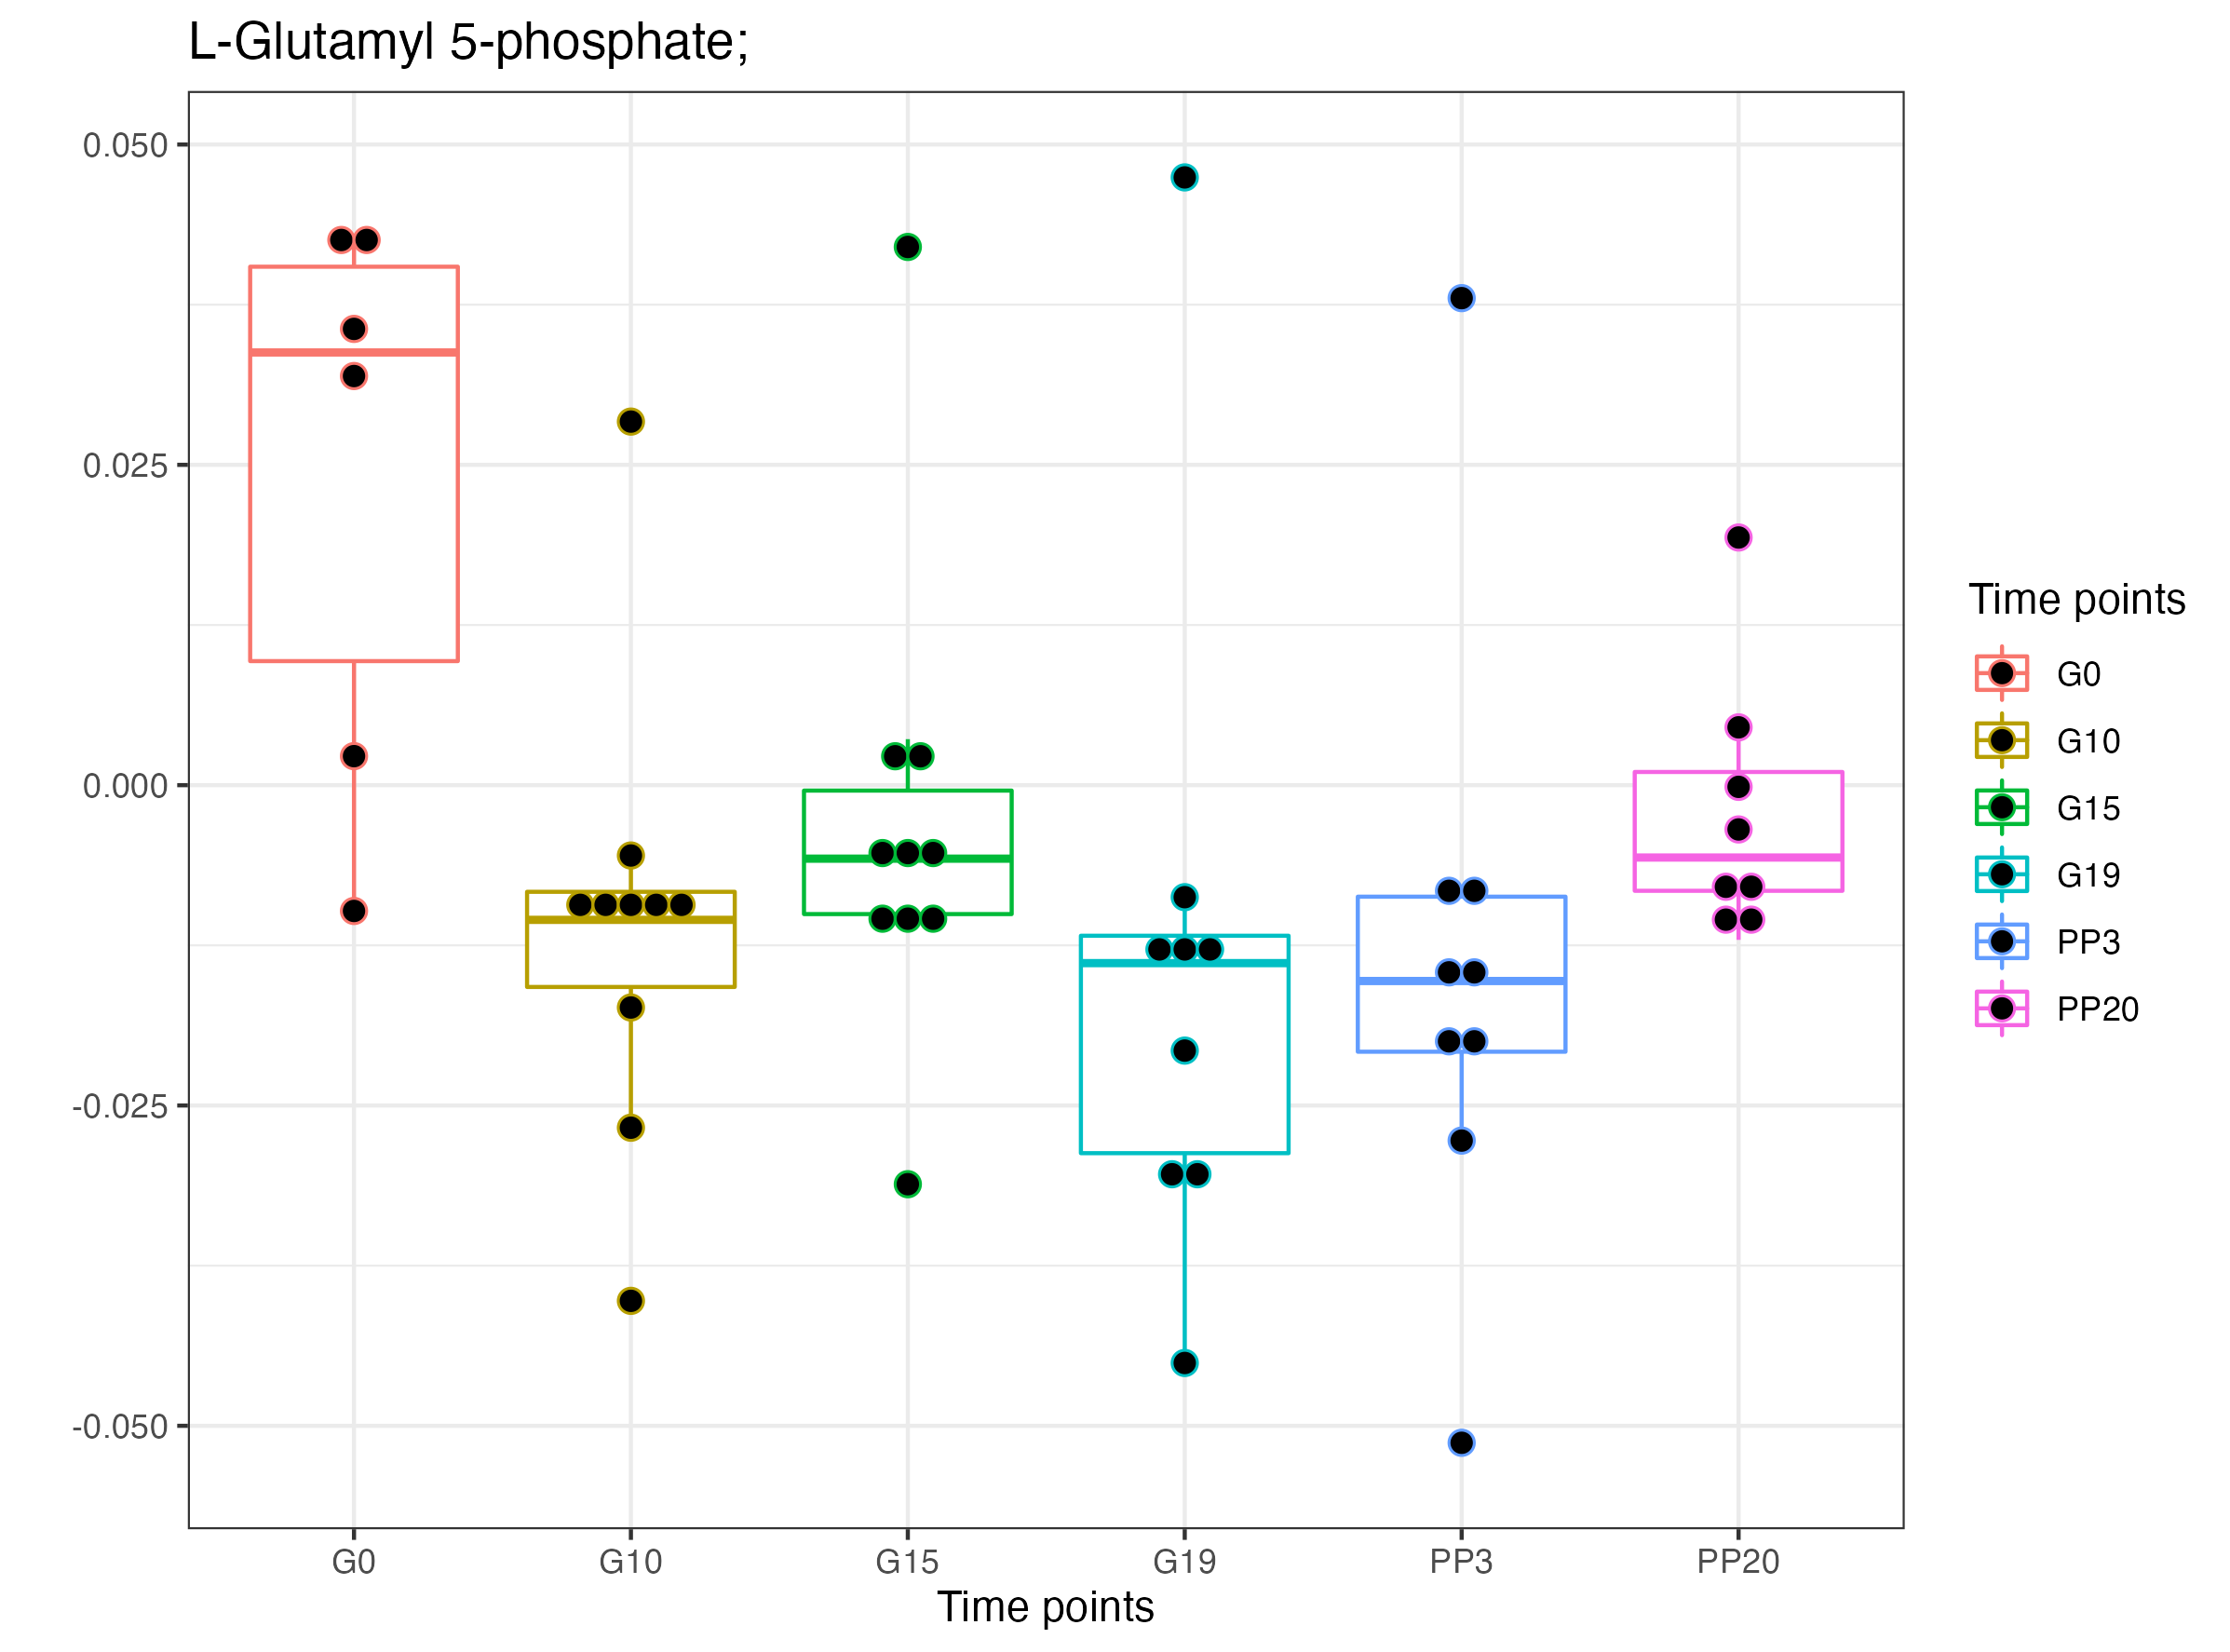 L-Glutamyl 5-phosphate;
0.050
0.025
0.000
-0.025
-0.050
G0 G10 G15 G19 PP3 PP20
Time points
Time points
G0
G10
G15
G19
PP3
PP20